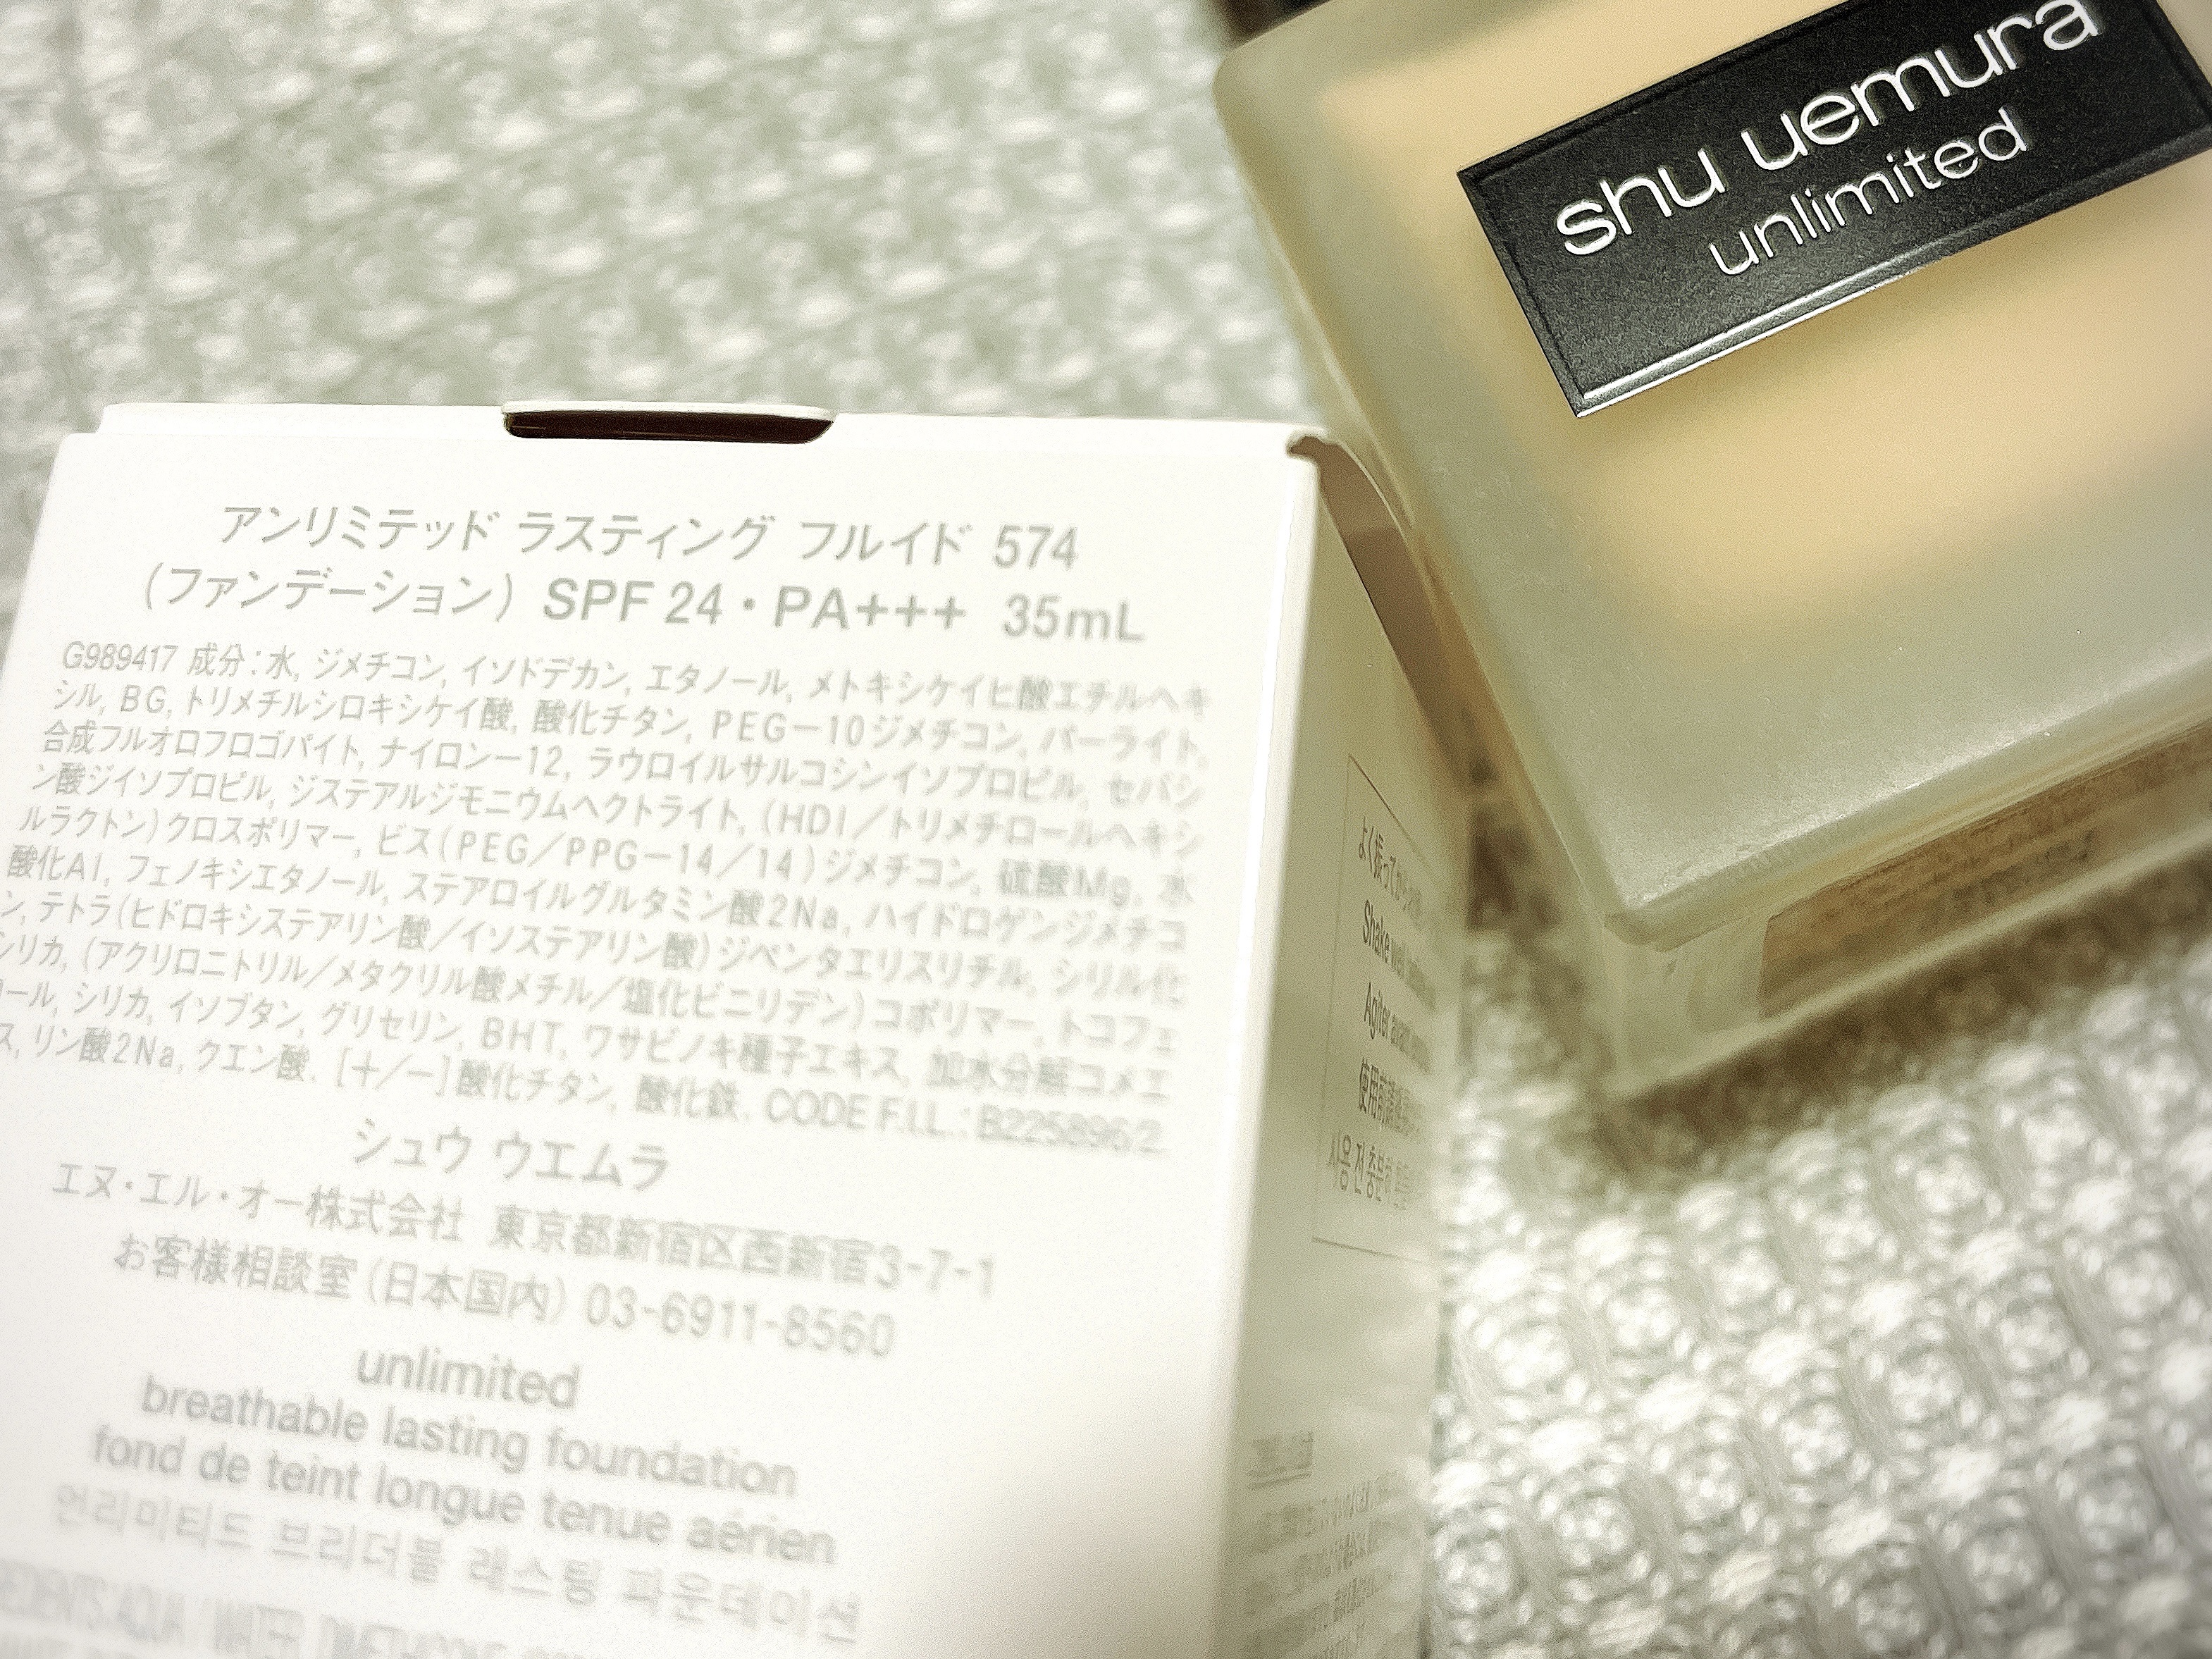 shu uemura
unlimited
アンリミテッド ラスティング フルイド 574
(ファンデーション) SPF 24・PA+++ 35mL
G989417 成分:水, ジメチコン, イソドデカン, エタノール, メトキシケイヒ酸エチルヘキ
シル, BG, トリメチルシロキシケイ酸, 酸化チタン, PEG−10ジメチコン, パーライト,
合成フルオロフロゴパイト, ナイロン−12, ラウロイルサルコシンイソプロピル, セバシ
ン酸ジイソプロピル, ジステアルジモニウムヘクトライト, (HDI/トリメチロールヘキシ
ルラクトン)クロスポリマー, ビス(PEG/PPG−14/14)ジメチコン, 硫酸Mg, 水
酸化Al, フェノキシエタノール, ステアロイルグルタミン酸2Na, ハイドロゲンジメチコ
ン, テトラ(ヒドロキシステアリン酸/イソステアリン酸)ジペンタエリスリチル, シリル化
シリカ, (アクリロニトリル/メタクリル酸メチル/塩化ビニリデン)コポリマー, トコフェ
ロール, シリカ, イソブタン, グリセリン, BHT, ワサビノキ種子エキス, 加水分解コメエ
ス, リン酸2Na, クエン酸. [+/−]酸化チタン, 酸化鉄. CODE F.I.L.: B2258962
シュウ ウエムラ
エヌ・エル・オー株式会社 東京都新宿区西新宿3-7-1
お客様相談室 (日本国内) 03-6911-8560
unlimited
breathable lasting foundation
fond de teint longue tenue aérien
언리미티드 브리더블 래스팅 파운데이션
よく振ってから
Shake well
Agiter avant
使用前
사용 전 충분히